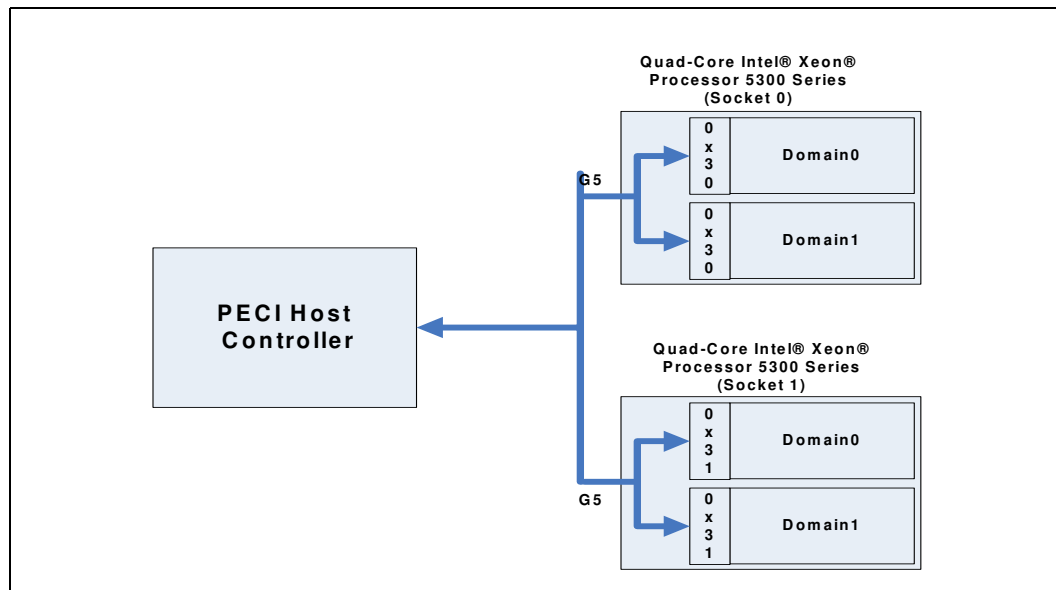 Quad-Core Intel® Xeon®
Processor 5300 Series
(Socket 0)
0
x
3
0
Domain0
G5
0
x
3
0
Domain1
PECI Host
Controller
Quad-Core Intel® Xeon®
Processor 5300 Series
(Socket 1)
0
x
3
1
Domain0
G5
0
x
3
1
Domain1